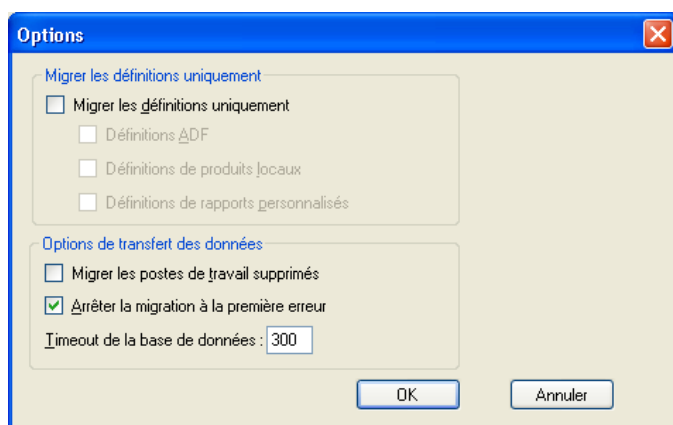 Options
Migrer les définitions uniquement
Migrer les définitions uniquement
Définitions ADF
Définitions de produits locaux
Définitions de rapports personnalisés
Options de transfert des données
Migrer les postes de travail supprimés
Arrêter la migration à la première erreur
Timeout de la base de données : 300
OK Annuler